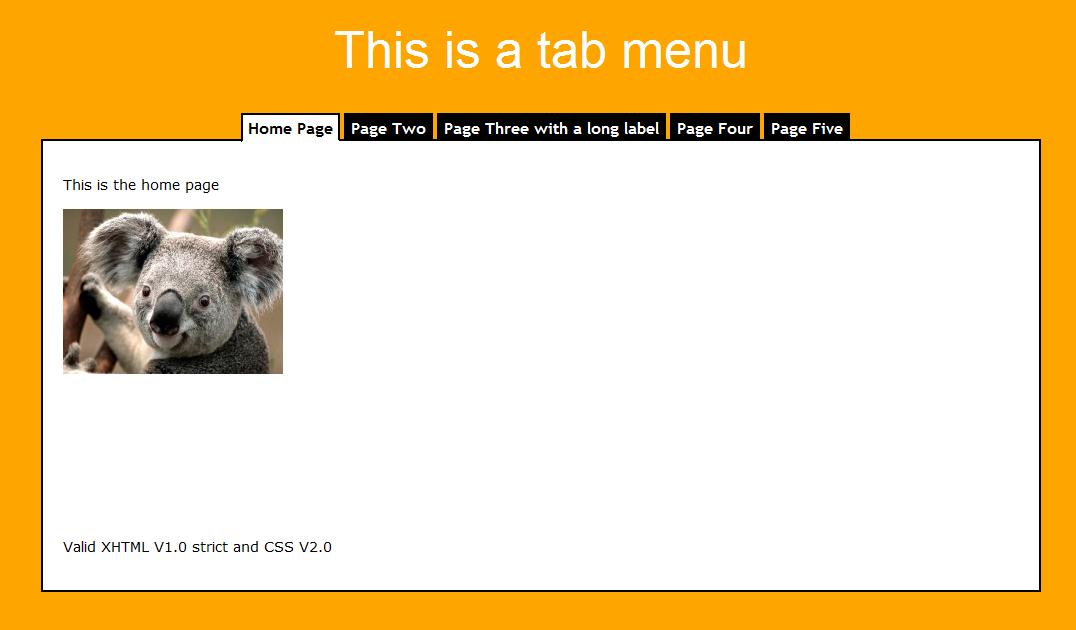 This is a tab menu
Home Page Page Two Page Three with a long label Page Four Page Five
This is the home page
Valid XHTML V1.0 strict and CSS V2.0